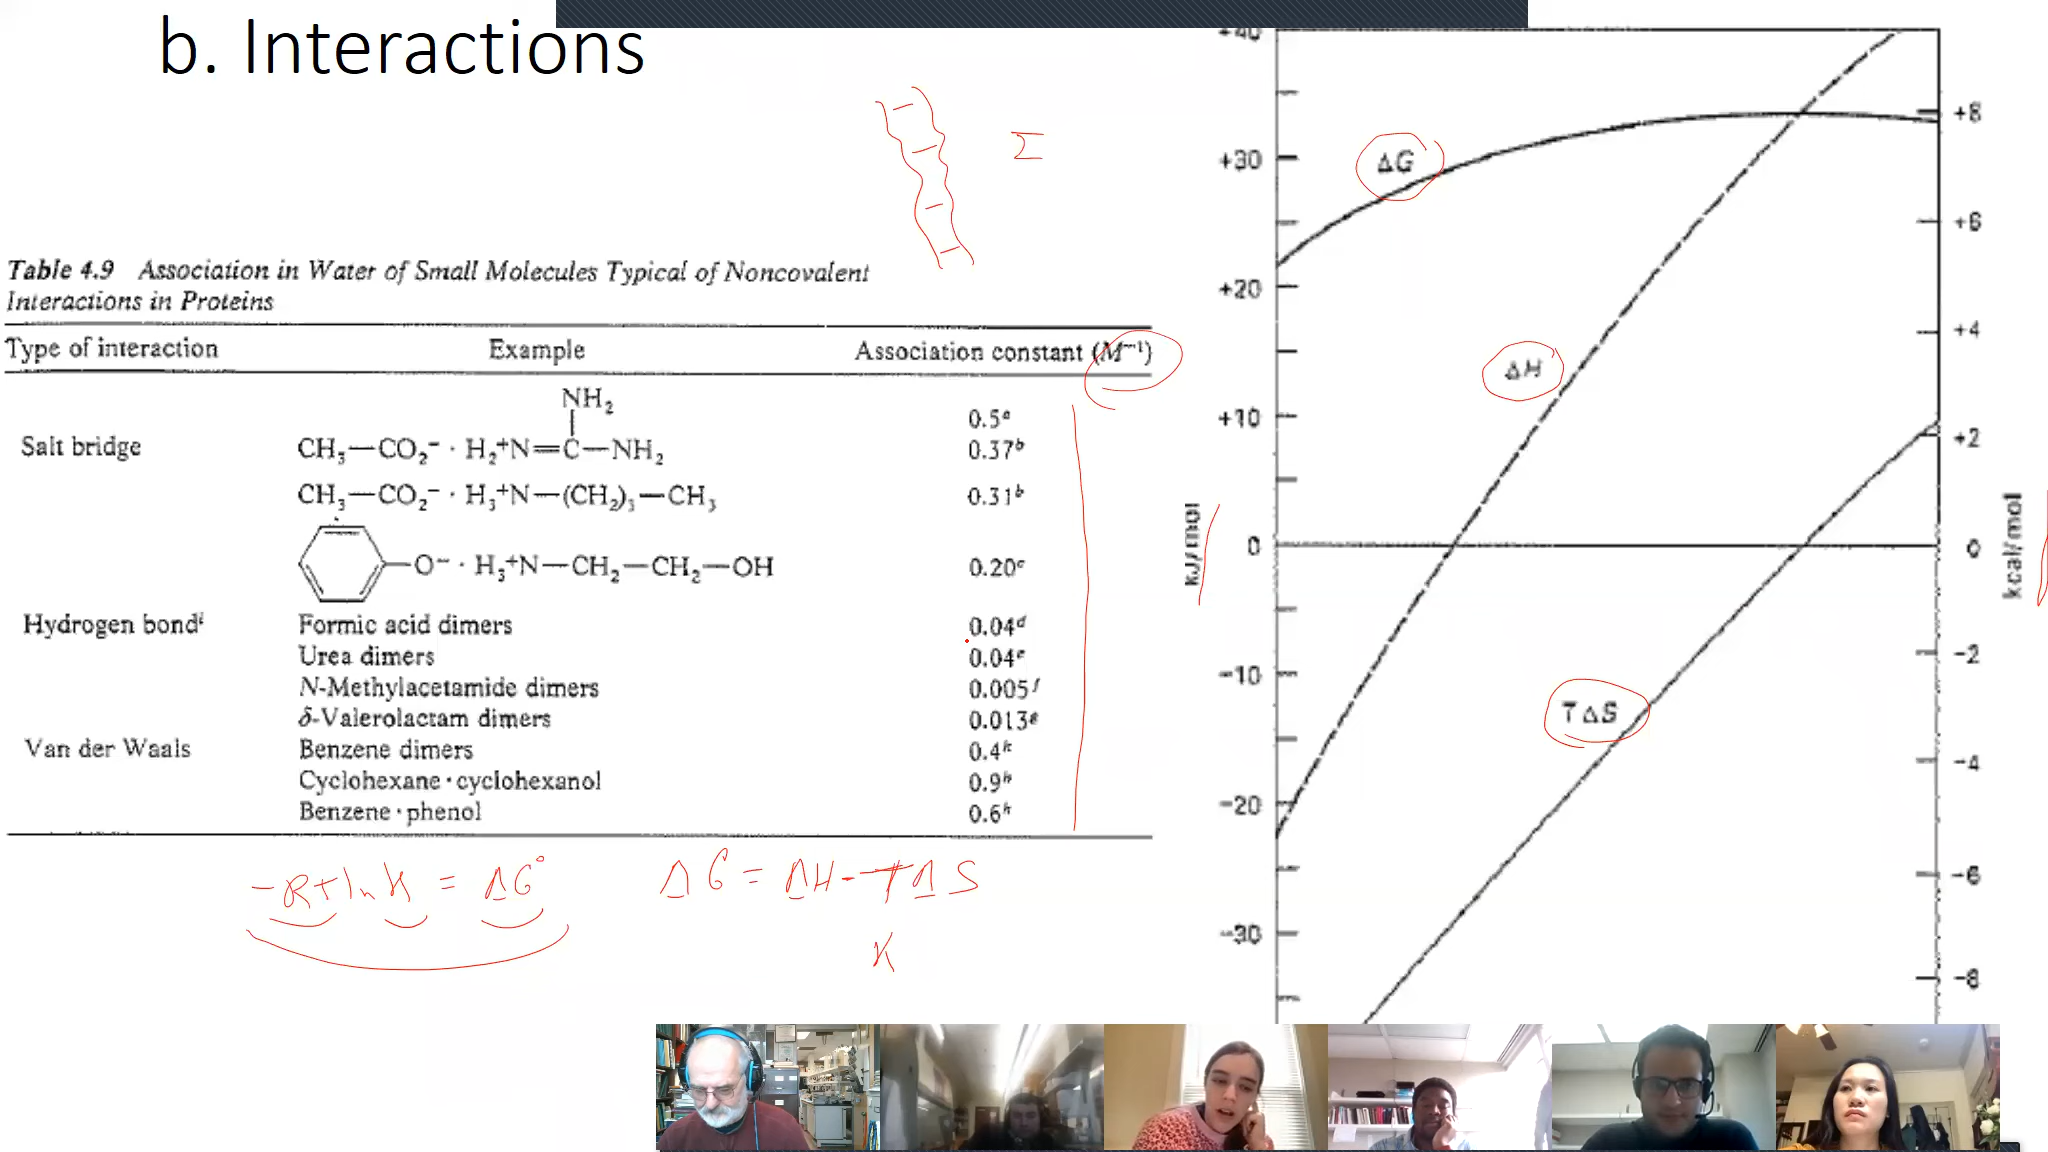 b. Interactions
Σ
Table 4.9 Association in Water of Small Molecules Typical of Noncovalent
Interactions in Proteins
Type of interaction Example Association constant (M⁻¹)
NH₂
0.5ᵃ
Salt bridge CH₃—CO₂⁻ · H₂⁺N=C—NH₂ 0.37ᵇ
CH₃—CO₂⁻ · H₃⁺N—(CH₂)₃—CH₃ 0.31ᵇ
O⁻ · H₃⁺N—CH₂—CH₂—OH 0.20ᶜ
Hydrogen bondⁱ Formic acid dimers 0.04ᵈ
Urea dimers 0.04ᵉ
N-Methylacetamide dimers 0.005ᶠ
δ-Valerolactam dimers 0.013ᵍ
Van der Waals Benzene dimers 0.4ʰ
Cyclohexane · cyclohexanol 0.9ʰ
Benzene · phenol 0.6ʰ
-RT ln K = ΔG° ΔG = ΔH - TΔS
K
+40
+30
+20
+10
0
-10
-20
-30
kJ/mol
ΔG
ΔH
TΔS
+8
+6
+4
+2
0
-2
-4
-6
-8
kcal/mol